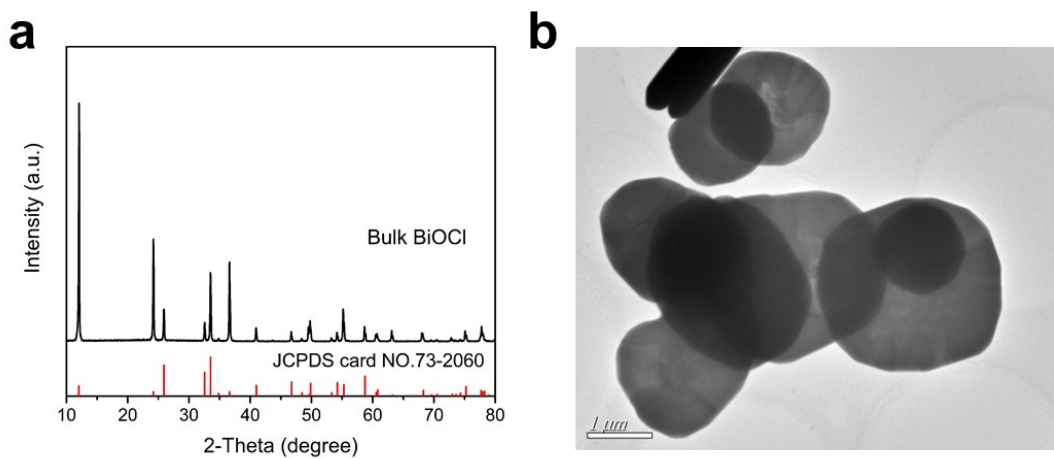 a
Intensity (a.u.)
Bulk BiOCl
JCPDS card NO.73-2060
10 20 30 40 50 60 70 80
2-Theta (degree)
b
1 µm